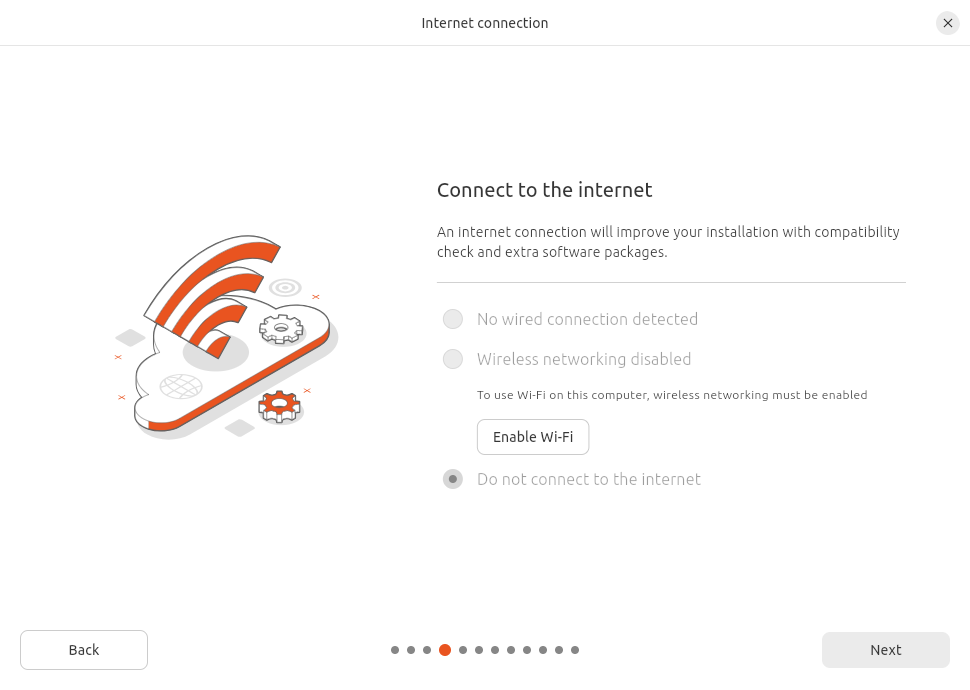 Internet connection
Connect to the internet
An internet connection will improve your installation with compatibility
check and extra software packages.
No wired connection detected
Wireless networking disabled
To use Wi-Fi on this computer, wireless networking must be enabled
Enable Wi-Fi
Do not connect to the internet
Back
Next